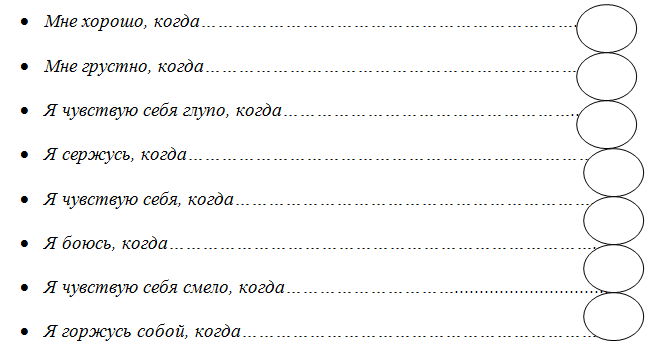 • Мне хорошо, когда……………………………………………………
• Мне грустно, когда……………………………………………………
• Я чувствую себя глупо, когда………………………………………..
• Я сержусь, когда………………………………………………………
• Я чувствую себя, когда………………………………………………
• Я боюсь, когда…………………………………………………………
• Я чувствую себя смело, когда………………………...........................
• Я горжусь собой, когда………………………………………………